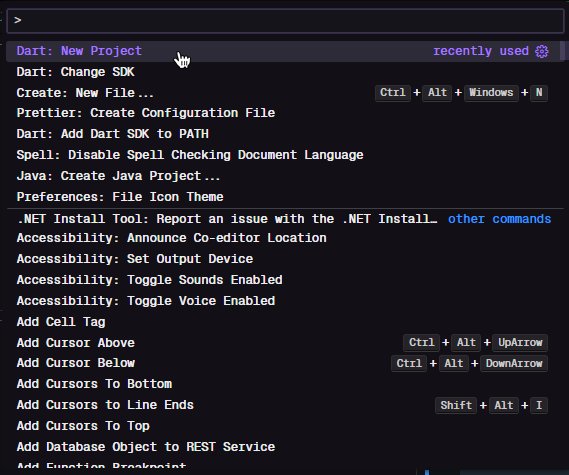 >
Dart: New Project recently used
Dart: Change SDK
Create: New File... Ctrl + Alt + Windows + N
Prettier: Create Configuration File
Dart: Add Dart SDK to PATH
Spell: Disable Spell Checking Document Language
Java: Create Java Project...
Preferences: File Icon Theme
.NET Install Tool: Report an issue with the .NET Install… other commands
Accessibility: Announce Co-editor Location
Accessibility: Set Output Device
Accessibility: Toggle Sounds Enabled
Accessibility: Toggle Voice Enabled
Add Cell Tag
Add Cursor Above Ctrl + Alt + UpArrow
Add Cursor Below Ctrl + Alt + DownArrow
Add Cursors To Bottom
Add Cursors to Line Ends Shift + Alt + I
Add Cursors To Top
Add Database Object to REST Service
Add Function Breakpoint